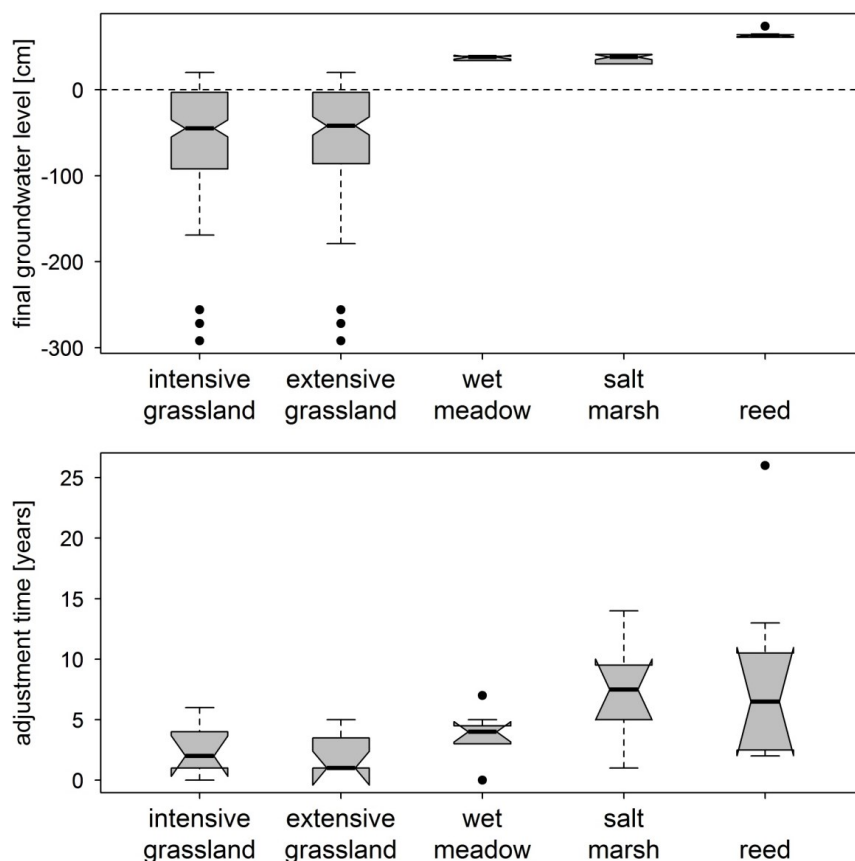 final groundwater level [cm]
0
-100
-200
-300
intensive extensive wet salt
grassland grassland meadow marsh reed
adjustment time [years]
25
20
15
10
5
0
intensive extensive wet salt
grassland grassland meadow marsh reed